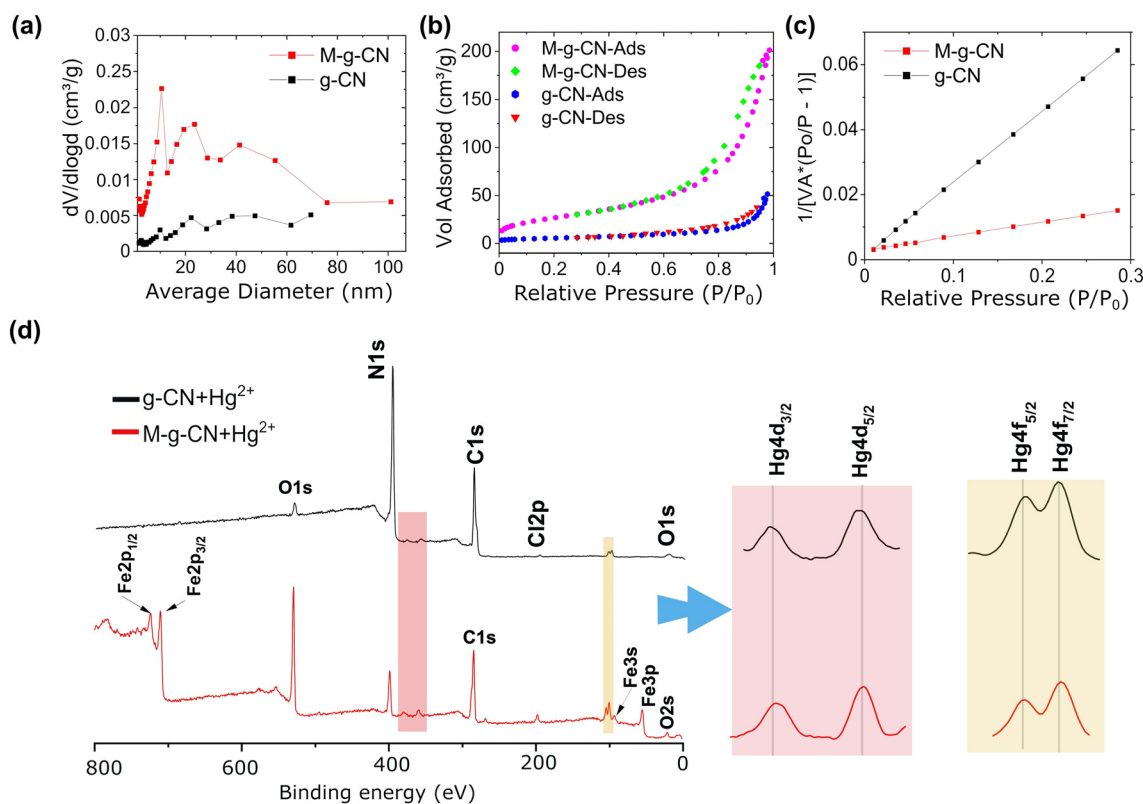 (a)
dV/dlogd (cm³/g)
0.03
0.025
0.02
0.015
0.01
0.005
0
M-g-CN
g-CN
20
40
60
80
100
Average Diameter (nm)
(b)
Vol Adsorbed (cm³/g)
200
150
100
50
0
M-g-CN-Ads
M-g-CN-Des
g-CN-Ads
g-CN-Des
0
0.2
0.4
0.6
0.8
1
Relative Pressure (P/P₀)
(c)
1/[VA*(Po/P - 1)]
0.06
0.04
0.02
0
M-g-CN
g-CN
0
0.1
0.2
0.3
Relative Pressure (P/P₀)
(d)
g-CN+Hg²⁺
M-g-CN+Hg²⁺
O1s
N1s
C1s
Cl2p
O1s
Fe2p₁/₂
Fe2p₃/₂
C1s
Fe3s
Fe3p
O2s
800
600
400
200
0
Binding energy (eV)
Hg4d₃/₂
Hg4d₅/₂
Hg4f₅/₂
Hg4f₇/₂